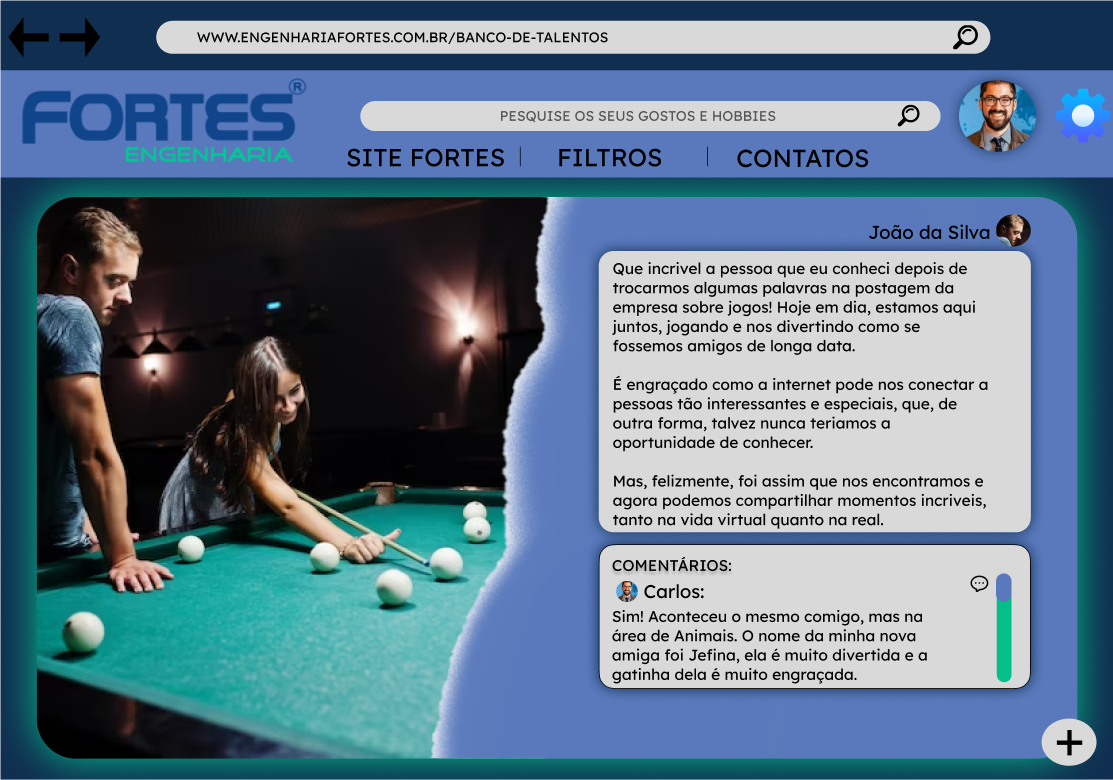 WWW.ENGENHARIAFORTES.COM.BR/BANCO-DE-TALENTOS
FORTES®
ENGENHARIA
PESQUISE OS SEUS GOSTOS E HOBBIES
SITE FORTES | FILTROS | CONTATOS
João da Silva
Que incrivel a pessoa que eu conheci depois de
trocarmos algumas palavras na postagem da
empresa sobre jogos! Hoje em dia, estamos aqui
juntos, jogando e nos divertindo como se
fossemos amigos de longa data.
É engraçado como a internet pode nos conectar a
pessoas tão interessantes e especiais, que, de
outra forma, talvez nunca teriamos a
oportunidade de conhecer.
Mas, felizmente, foi assim que nos encontramos e
agora podemos compartilhar momentos incriveis,
tanto na vida virtual quanto na real.
COMENTÁRIOS:
Carlos:
Sim! Aconteceu o mesmo comigo, mas na
área de Animais. O nome da minha nova
amiga foi Jefina, ela é muito divertida e a
gatinha dela é muito engraçada.